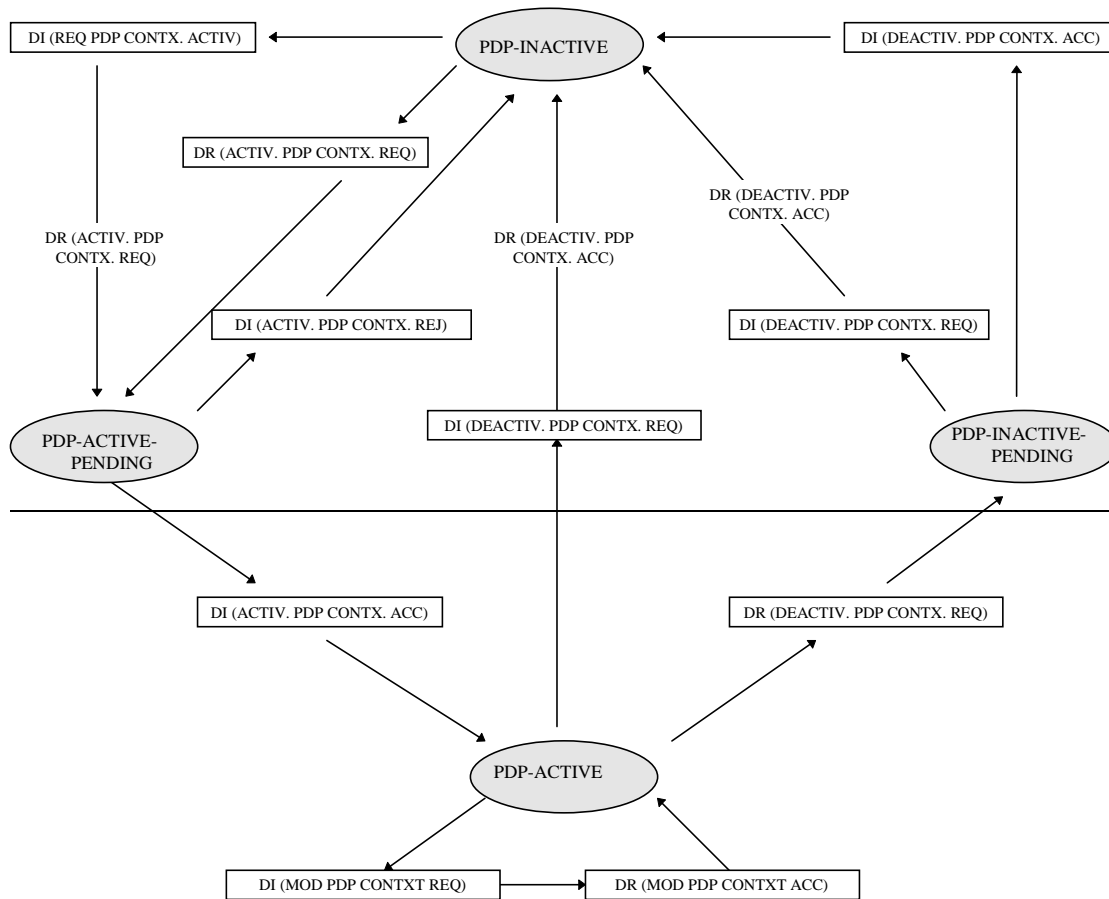 DI (REQ PDP CONTX. ACTIV)
PDP-INACTIVE
DI (DEACTIV. PDP CONTX. ACC)
DR (ACTIV. PDP CONTX. REQ)
DR (DEACTIV. PDP
CONTX. ACC)
DR (ACTIV. PDP
CONTX. REQ)
DR (DEACTIV. PDP
CONTX. ACC)
DI (ACTIV. PDP CONTX. REJ)
DI (DEACTIV. PDP CONTX. REQ)
PDP-ACTIVE-
PENDING
DI (DEACTIV. PDP CONTX. REQ)
PDP-INACTIVE-
PENDING
DI (ACTIV. PDP CONTX. ACC)
DR (DEACTIV. PDP CONTX. REQ)
PDP-ACTIVE
DI (MOD PDP CONTXT REQ)
DR (MOD PDP CONTXT ACC)